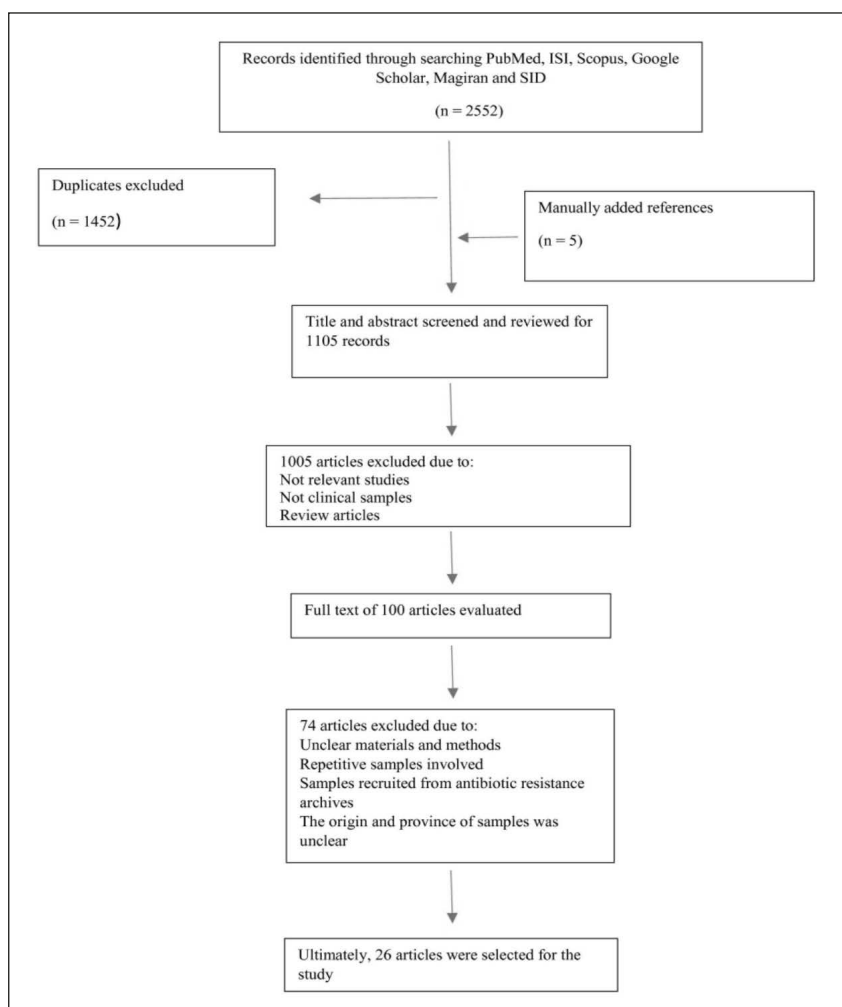 Records identified through searching PubMed, ISI, Scopus, Google
Scholar, Magiran and SID
(n = 2552)
Duplicates excluded
(n = 1452)
Manually added references
(n = 5)
Title and abstract screened and reviewed for
1105 records
1005 articles excluded due to:
Not relevant studies
Not clinical samples
Review articles
Full text of 100 articles evaluated
74 articles excluded due to:
Unclear materials and methods
Repetitive samples involved
Samples recruited from antibiotic resistance
archives
The origin and province of samples was
unclear
Ultimately, 26 articles were selected for the
study